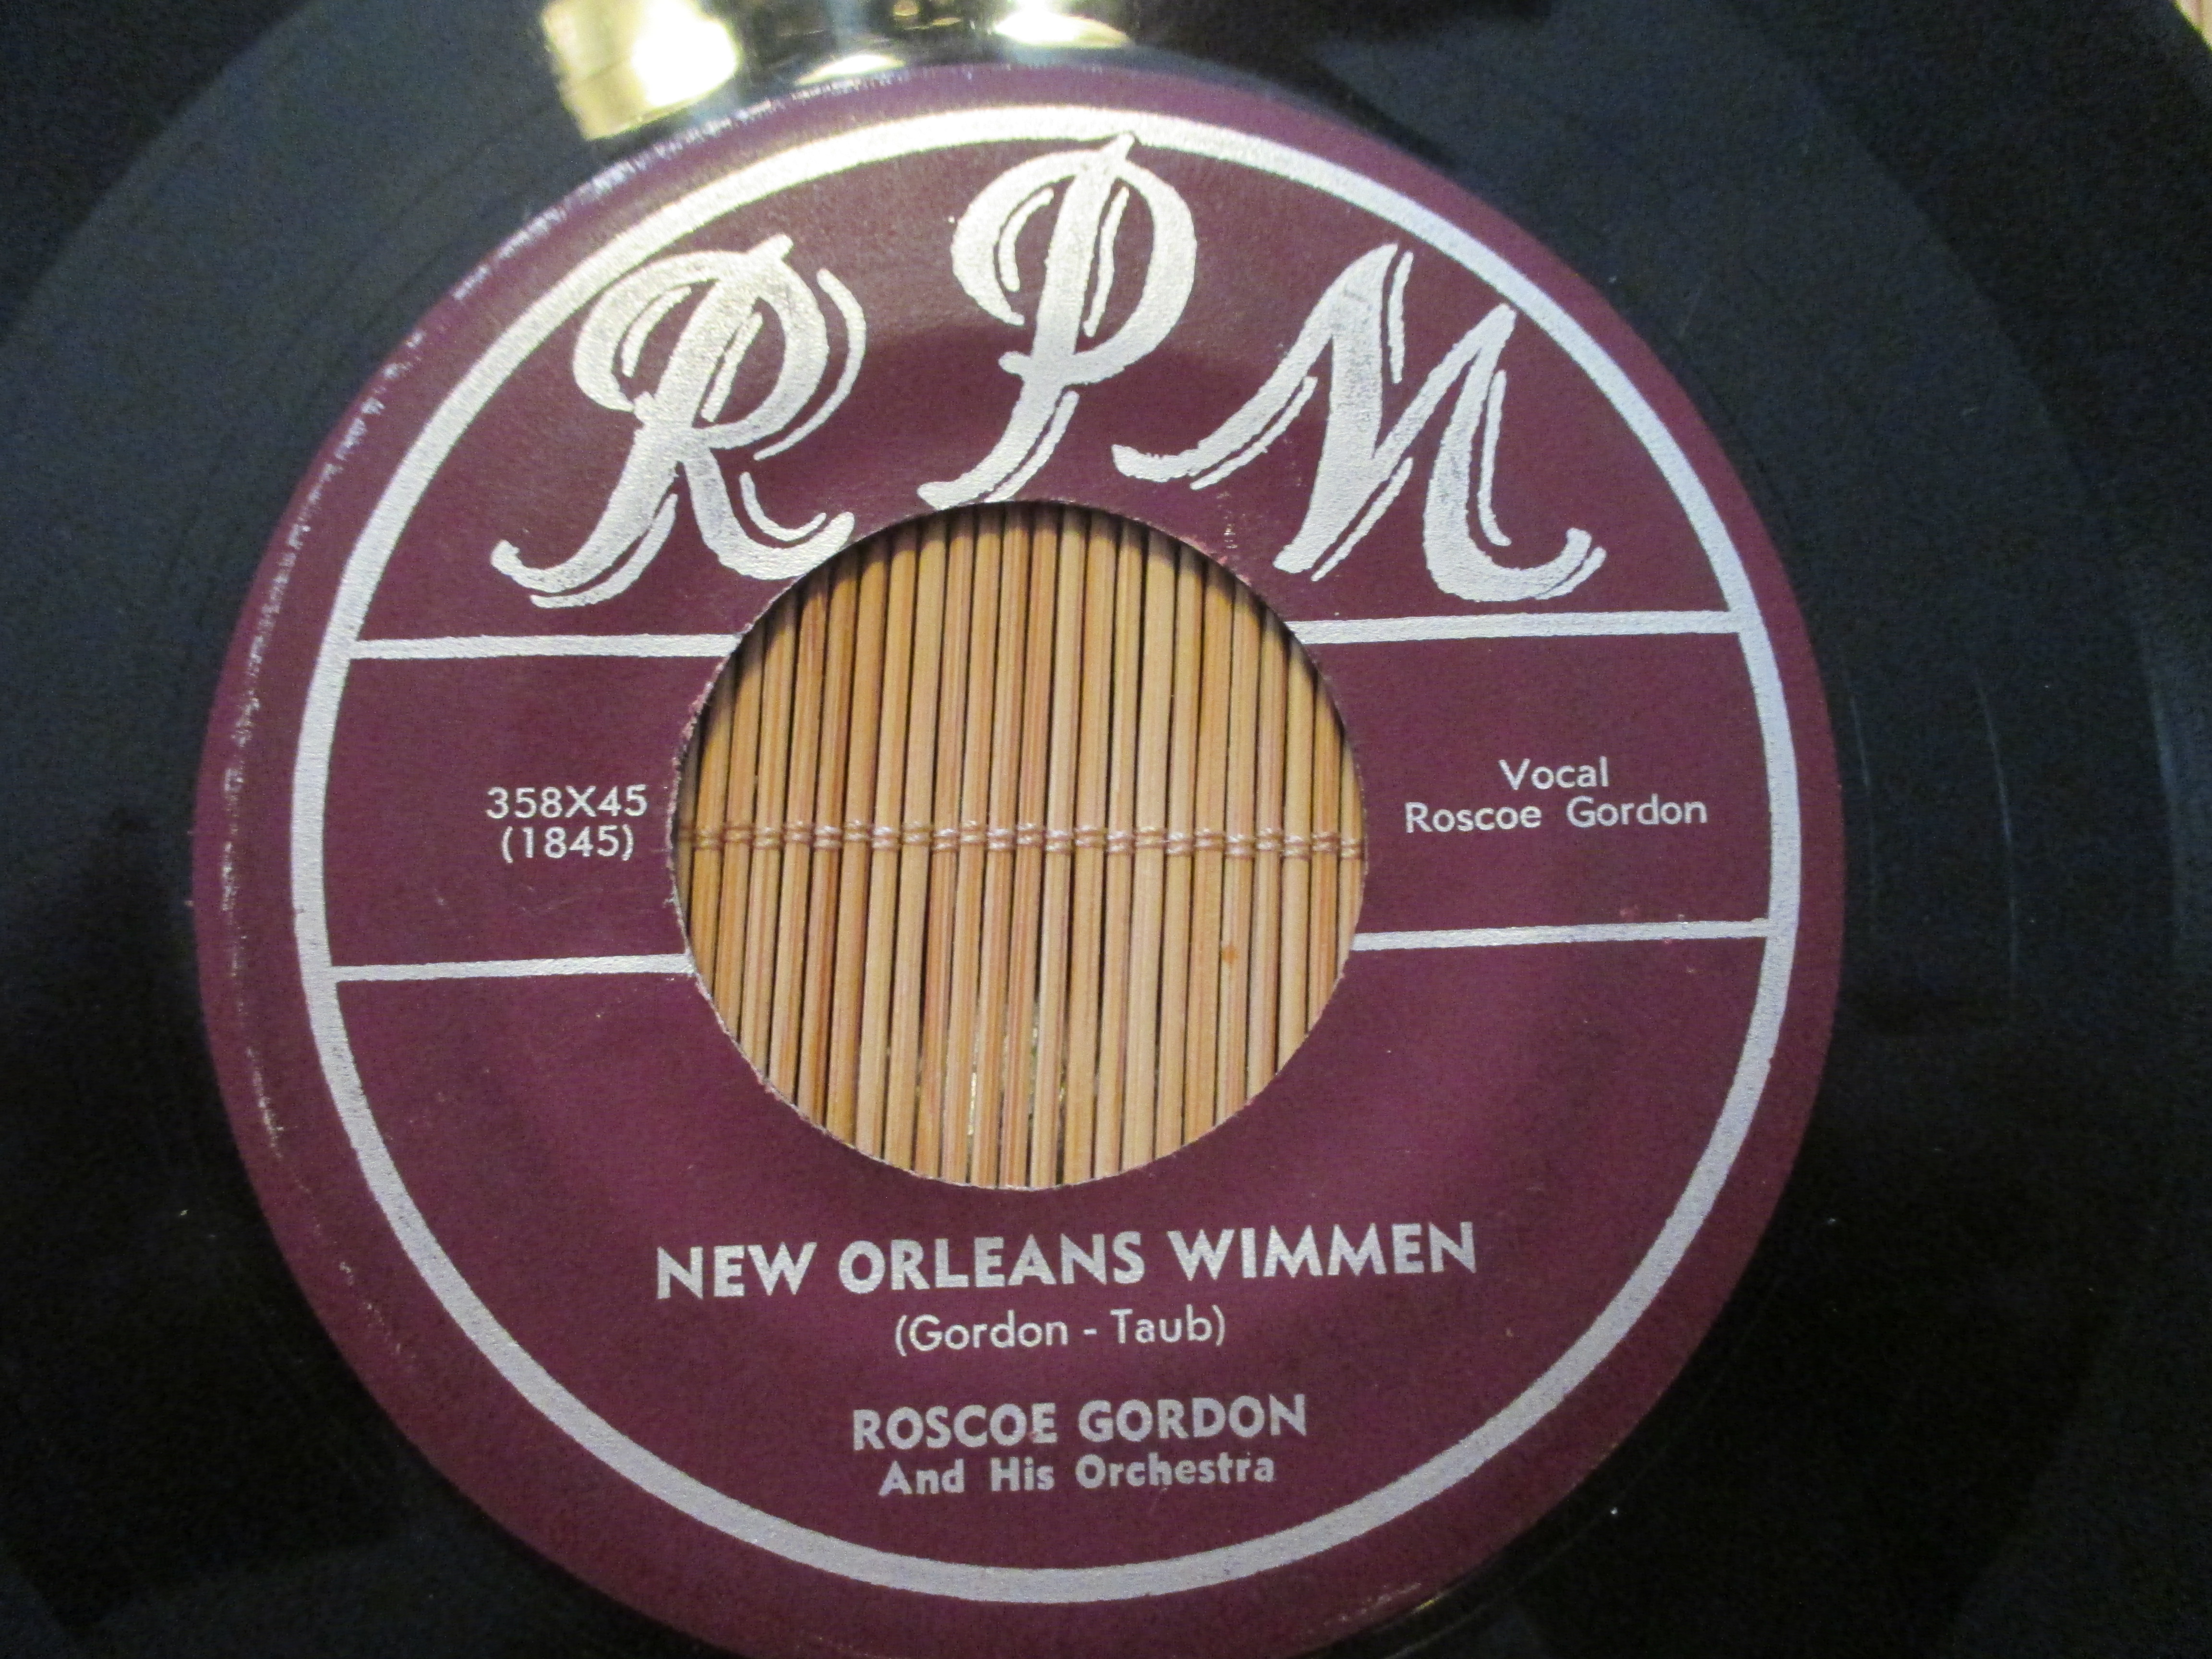 RPM
358X45
(1845)
Vocal
Roscoe Gordon
NEW ORLEANS WIMMEN
(Gordon - Taub)
ROSCOE GORDON
And His Orchestra